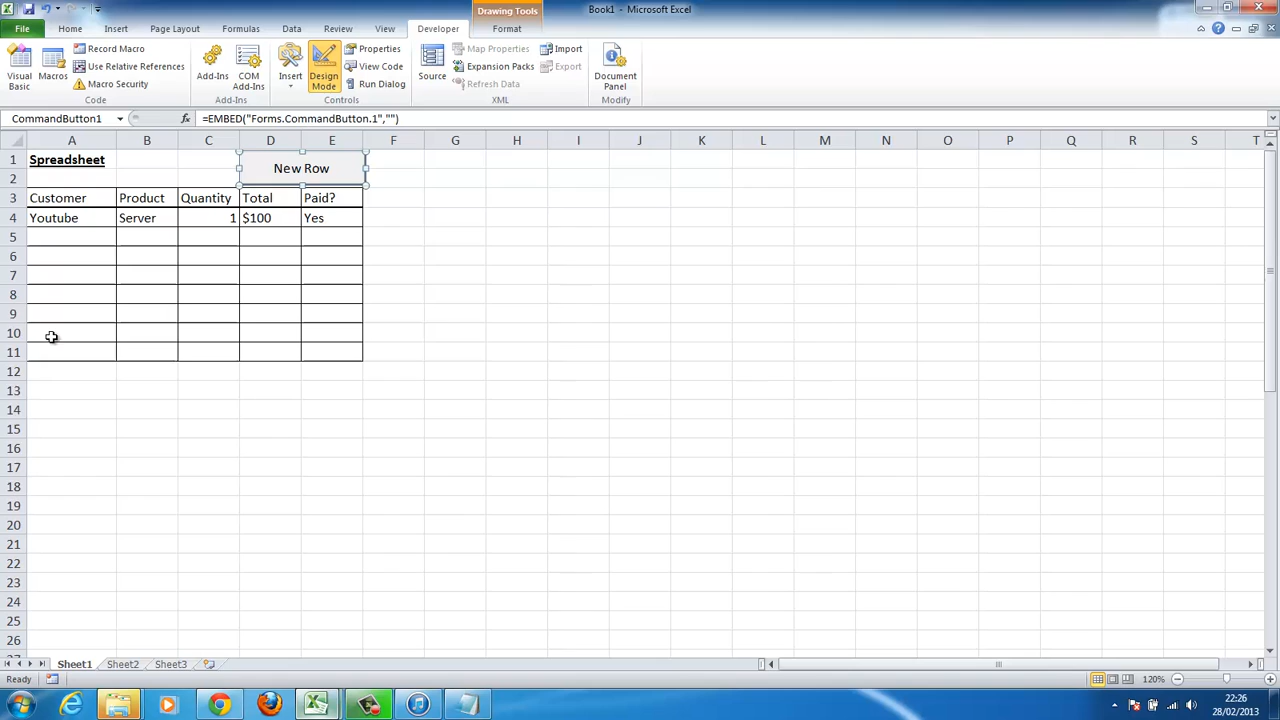 Drawing Tools
Book1 - Microsoft Excel
File Home Insert Page Layout Formulas Data Review View Developer Format
Visual Basic
Macros
Record Macro
Use Relative References
Macro Security
Code
Add-Ins
COM Add-Ins
Add-Ins
Insert
Design Mode
Properties
View Code
Run Dialog
Controls
Source
Map Properties
Expansion Packs
Refresh Data
Import
Export
XML
Document Panel
Modify
CommandButton1 fx =EMBED("Forms.CommandButton.1","")
A B C D E F G H I J K L M N O P Q R S T
1 Spreadsheet
New Row
2
3 Customer Product Quantity Total Paid?
4 Youtube Server 1 $100 Yes
5
6
7
8
9
10
11
12
13
14
15
16
17
18
19
20
21
22
23
24
25
26
Sheet1 Sheet2 Sheet3
Ready 120%
22:26
28/02/2013